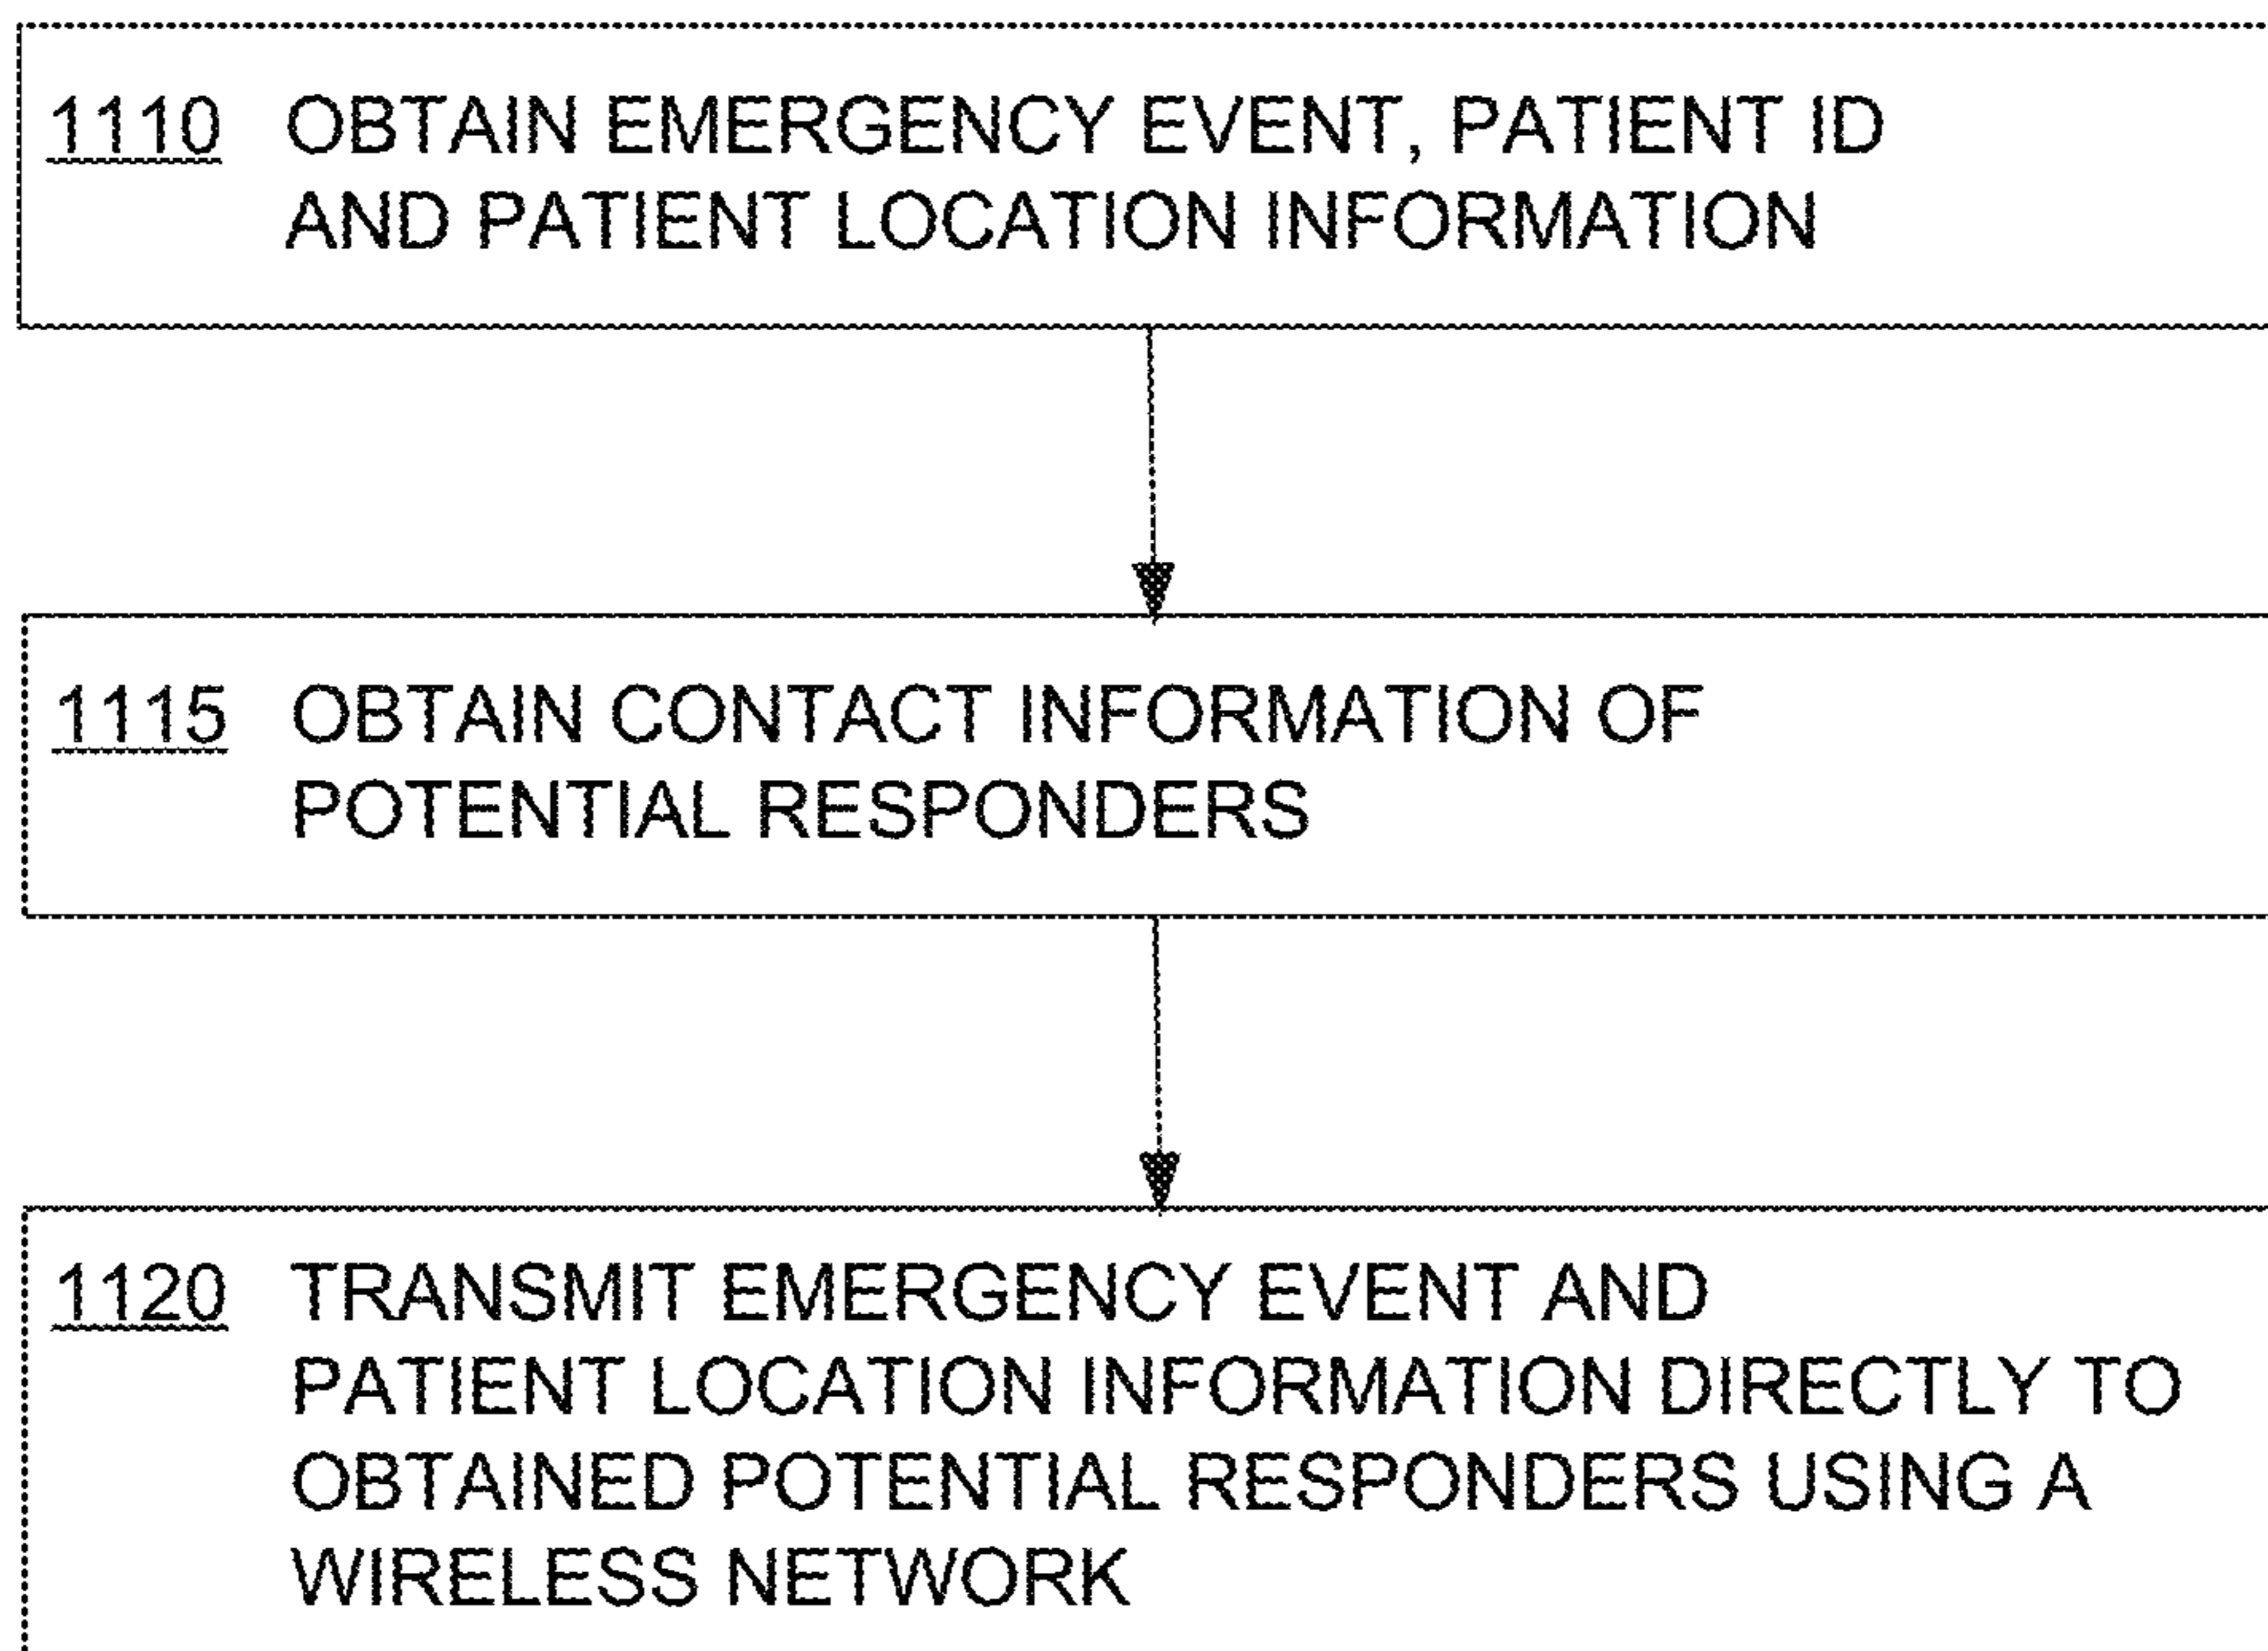 1110 OBTAIN EMERGENCY EVENT, PATIENT ID
AND PATIENT LOCATION INFORMATION
1115 OBTAIN CONTACT INFORMATION OF
POTENTIAL RESPONDERS
1120 TRANSMIT EMERGENCY EVENT AND
PATIENT LOCATION INFORMATION DIRECTLY TO
OBTAINED POTENTIAL RESPONDERS USING A
WIRELESS NETWORK